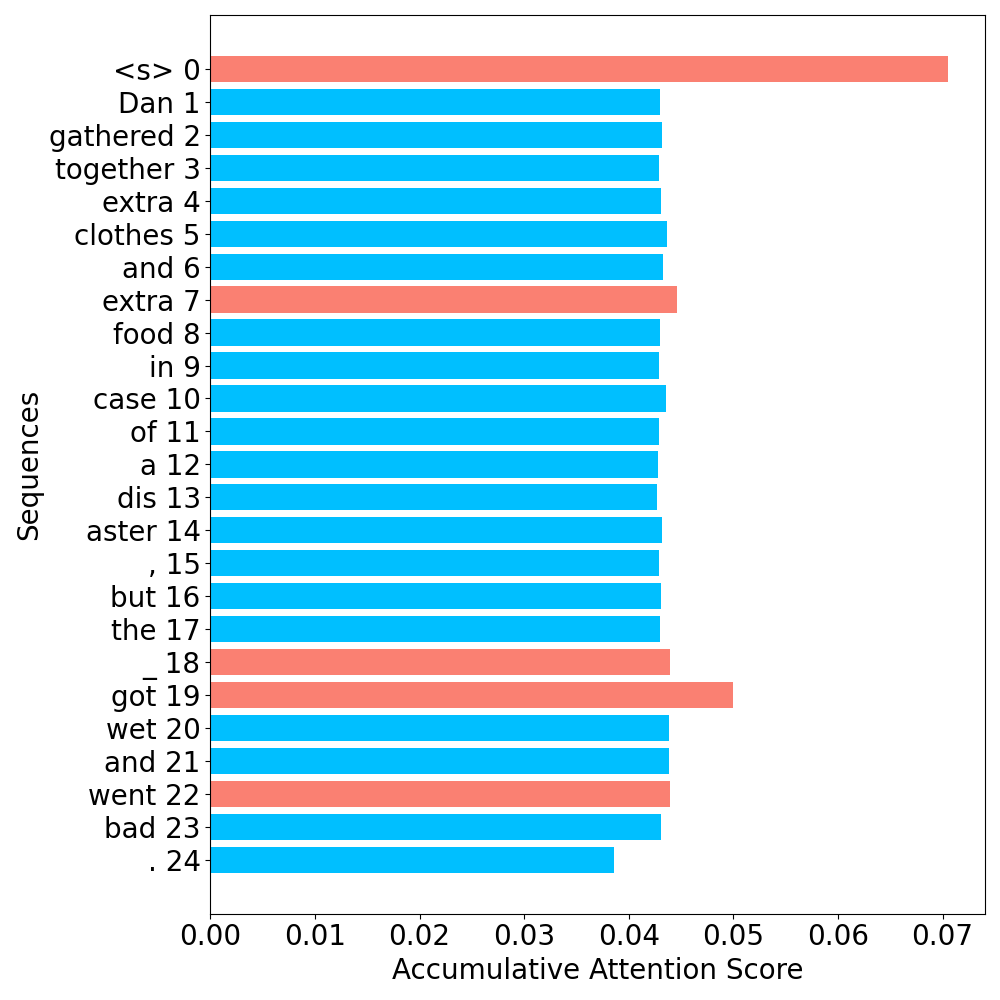 <s> 0
Dan 1
gathered 2
together 3
extra 4
clothes 5
and 6
extra 7
food 8
in 9
case 10
of 11
a 12
dis 13
aster 14
, 15
but 16
the 17
_ 18
got 19
wet 20
and 21
went 22
bad 23
. 24
Sequences
0.00 0.01 0.02 0.03 0.04 0.05 0.06 0.07
Accumulative Attention Score